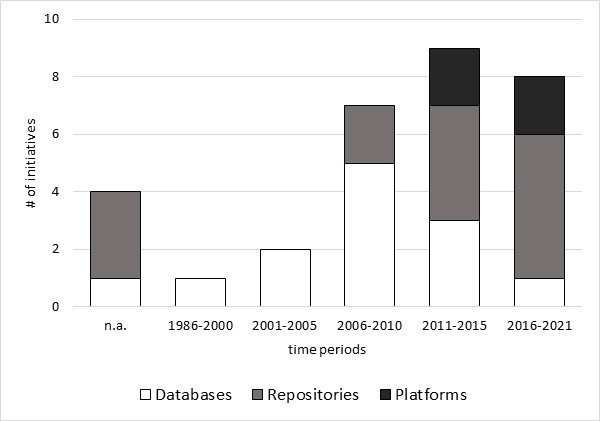 10
8
6
4
2
0
# of initiatives
n.a. 1986-2000 2001-2005 2006-2010 2011-2015 2016-2021
time periods
Databases Repositories Platforms